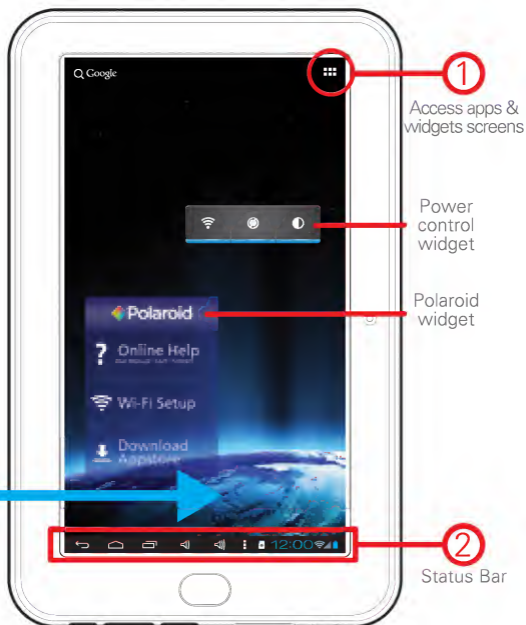 Google
1
Access apps &
widgets screens
Power
control
widget
Polaroid
widget
Polaroid
? Online Help
Wi-Fi Setup
Download
Appstore
12:00
2
Status Bar